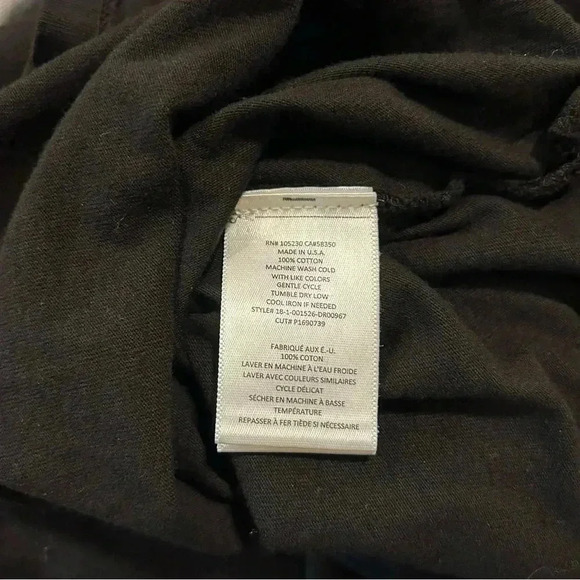 RN# 105230 CA#58350
MADE IN U.S.A.
100% COTTON
MACHINE WASH COLD
WITH LIKE COLORS
GENTLE CYCLE
TUMBLE DRY LOW
COOL IRON IF NEEDED
STYLE# 18-1-001526-DR00967
CUT# P1690739
FABRIQUÉ AUX É.-U.
100% COTON
LAVER EN MACHINE À L'EAU FROIDE
LAVER AVEC COULEURS SIMILAIRES
CYCLE DÉLICAT
SÉCHER EN MACHINE À BASSE
TEMPÉRATURE
REPASSER À FER TIÈDE SI NÉCESSAIRE